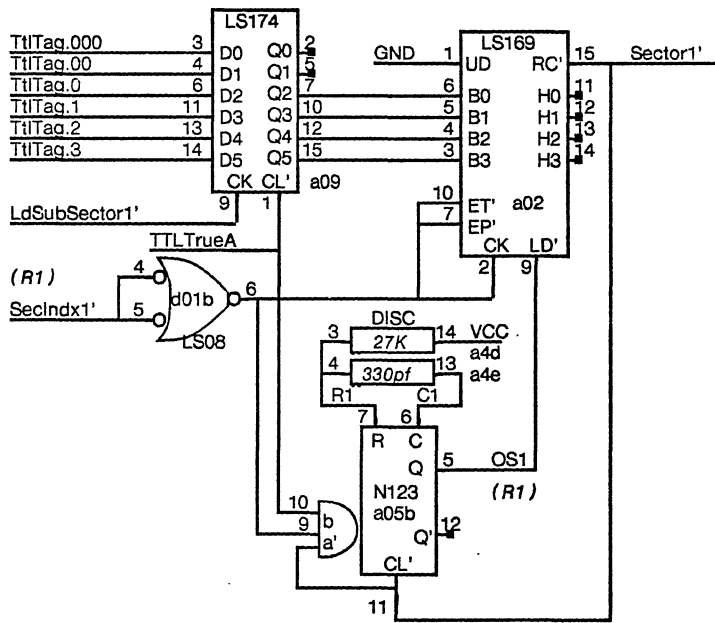 LS174
TtlTag.000 3 D0 Q0 2
TtlTag.00 4 D1 Q1 5
TtlTag.0 6 D2 Q2 7
TtlTag.1 11 D3 Q3 10
TtlTag.2 13 D4 Q4 12
TtlTag.3 14 D5 Q5 15
CK CL' a09
9 1
LdSubSector1'
TTLTrueA
GND 1 LS169 15 Sector1'
UD RC'
6 B0 H0 11
5 B1 H1 12
4 B2 H2 13
3 B3 H3 14
10 ET' a02
7 EP'
CK LD'
2 9
(R1) 4
d01b 6
SecIndx1' 5
LS08
DISC
3 27K 14 VCC
a4d
4 330pf 13 a4e
R1 C1
7 6
R C
Q 5 OS1
N123 (R1)
a05b
10 b
9 a'
Q' 12
CL'
11